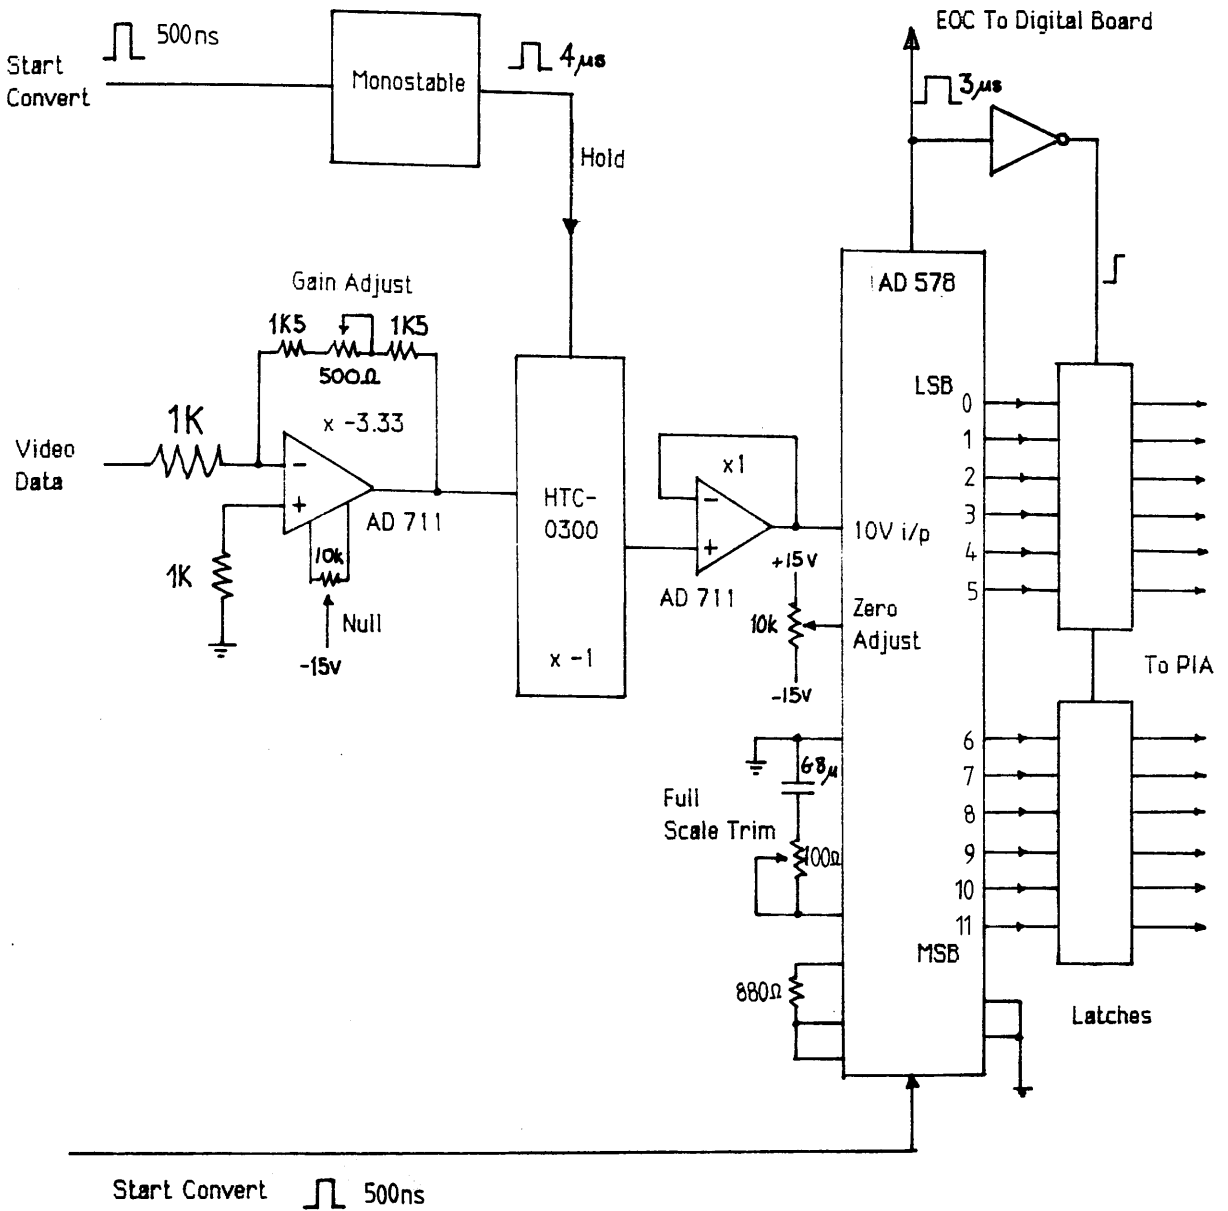 EOC To Digital Board
500ns
Start
Convert
Monostable
4µs
3µs
Hold
AD 578
Gain Adjust
1K5
1K5
500Ω
x -3.33
1K
Video
Data
AD 711
10k
1K
Null
-15v
HTC-
0300
x -1
x1
AD 711
10V i/p
+15v
10k
-15v
Zero
Adjust
LSB
0
1
2
3
4
5
To PIA
6
7
8
9
10
11
MSB
68µ
Full
Scale Trim
100Ω
880Ω
Latches
Start Convert
500ns